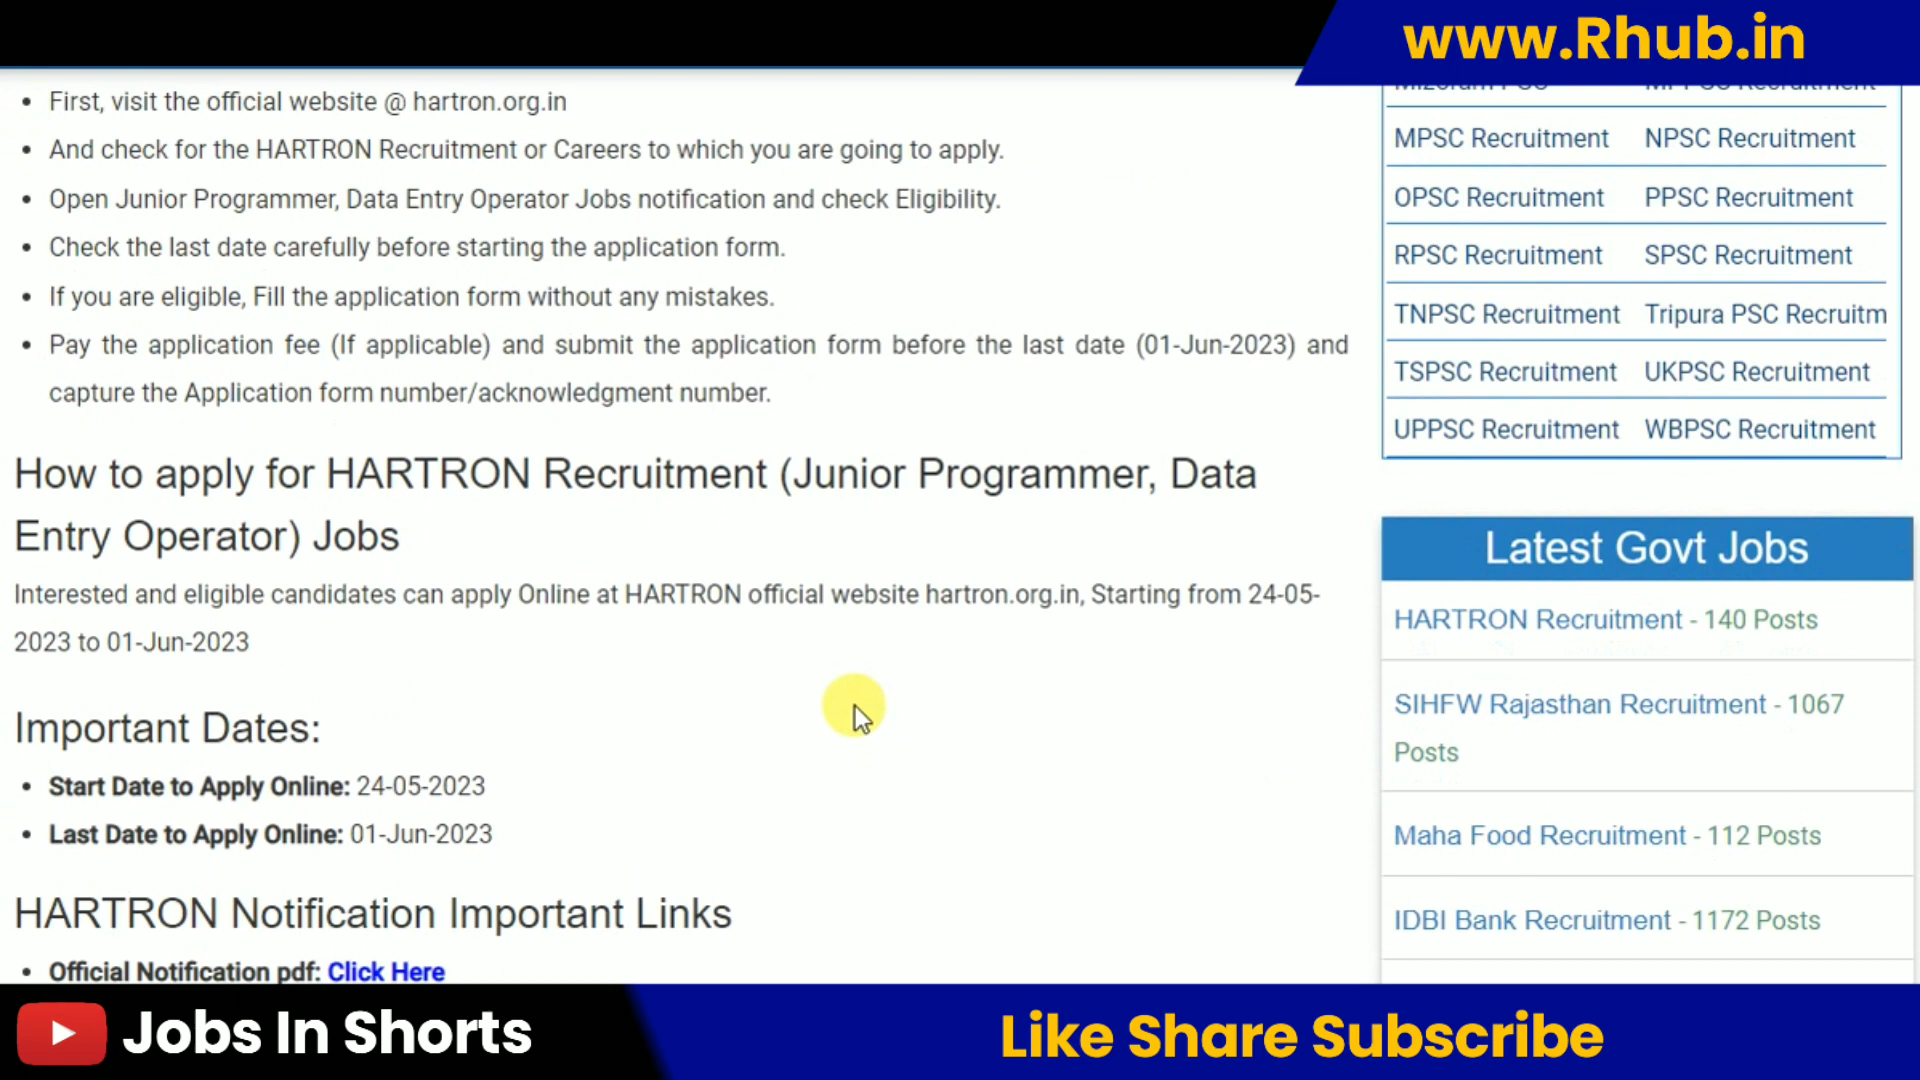 www.Rhub.in
• First, visit the official website @ hartron.org.in
• And check for the HARTRON Recruitment or Careers to which you are going to apply.
• Open Junior Programmer, Data Entry Operator Jobs notification and check Eligibility.
• Check the last date carefully before starting the application form.
• If you are eligible, Fill the application form without any mistakes.
• Pay the application fee (If applicable) and submit the application form before the last date (01-Jun-2023) and
capture the Application form number/acknowledgment number.
How to apply for HARTRON Recruitment (Junior Programmer, Data
Entry Operator) Jobs
Interested and eligible candidates can apply Online at HARTRON official website hartron.org.in, Starting from 24-05-
2023 to 01-Jun-2023
Important Dates:
• Start Date to Apply Online: 24-05-2023
• Last Date to Apply Online: 01-Jun-2023
HARTRON Notification Important Links
• Official Notification pdf: Click Here
Mizoram PSC MPPSC Recruitment
MPSC Recruitment NPSC Recruitment
OPSC Recruitment PPSC Recruitment
RPSC Recruitment SPSC Recruitment
TNPSC Recruitment Tripura PSC Recruitm
TSPSC Recruitment UKPSC Recruitment
UPPSC Recruitment WBPSC Recruitment
Latest Govt Jobs
HARTRON Recruitment - 140 Posts
SIHFW Rajasthan Recruitment - 1067
Posts
Maha Food Recruitment - 112 Posts
IDBI Bank Recruitment - 1172 Posts
Jobs In Shorts
Like Share Subscribe